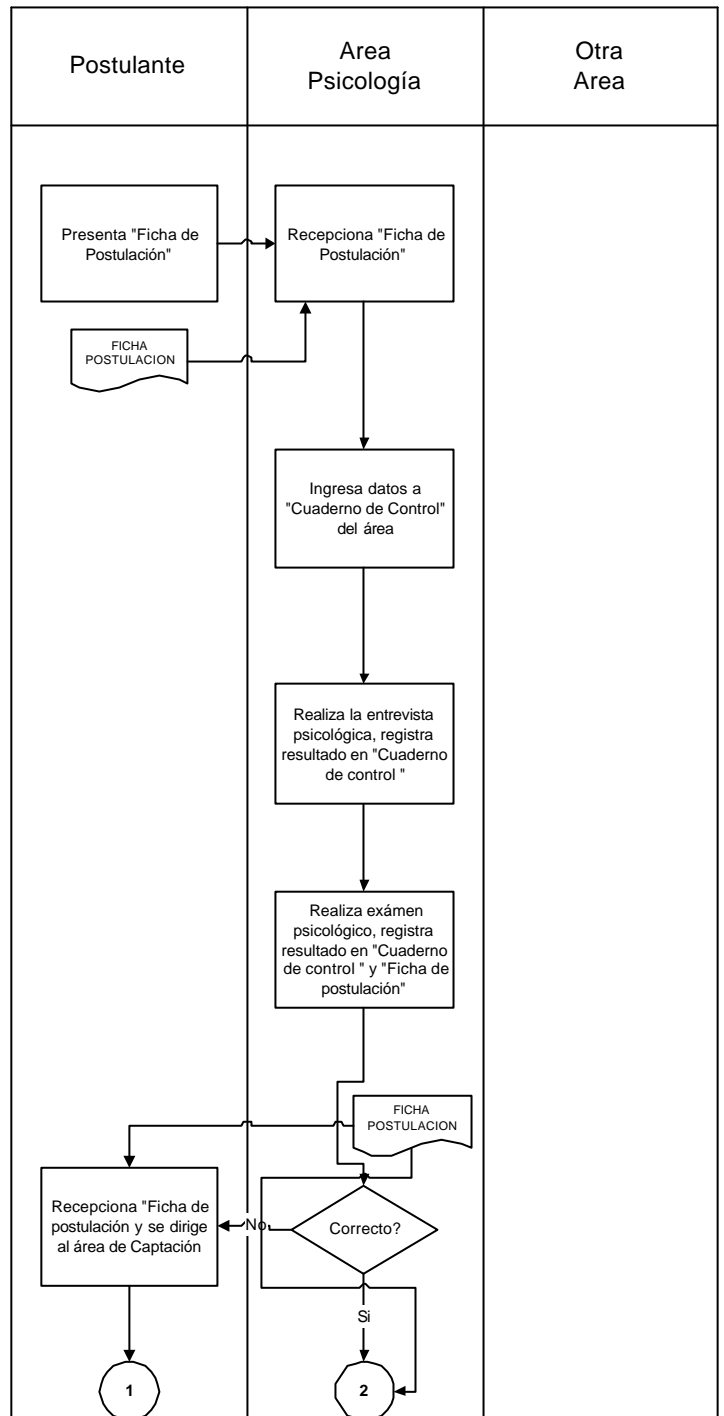 Postulante
Area
Psicología
Otra
Area
Presenta "Ficha de
Postulación"
Recepciona "Ficha de
Postulación"
FICHA
POSTULACION
Ingresa datos a
"Cuaderno de Control"
del área
Realiza la entrevista
psicológica, registra
resultado en "Cuaderno
de control "
Realiza exámen
psicológico, registra
resultado en "Cuaderno
de control " y "Ficha de
postulación"
FICHA
POSTULACION
Recepciona "Ficha de
postulación y se dirige
al área de Captación
No
Correcto?
Si
1
2